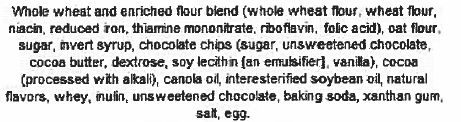 Whole wheat and enriched flour blend (whole wheat flour, wheat flour,
niacin, reduced iron, thiamine mononitrate, riboflavin, folic acid), oat flour,
sugar, invert syrup, chocolate chips (sugar, unsweetened chocolate,
cocoa butter, dextrose, soy lecithin [an emulsifier], vanilla), cocoa
(processed with alkali), canola oil, interesterified soybean oil, natural
flavors, whey, inulin, unsweetened chocolate, baking soda, xanthan gum,
salt, egg.